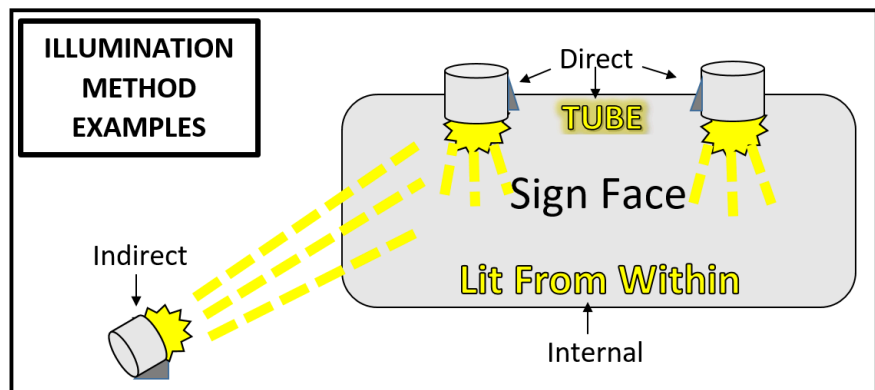 ILLUMINATION
METHOD
EXAMPLES
Direct
TUBE
Sign Face
Indirect
Lit From Within
Internal